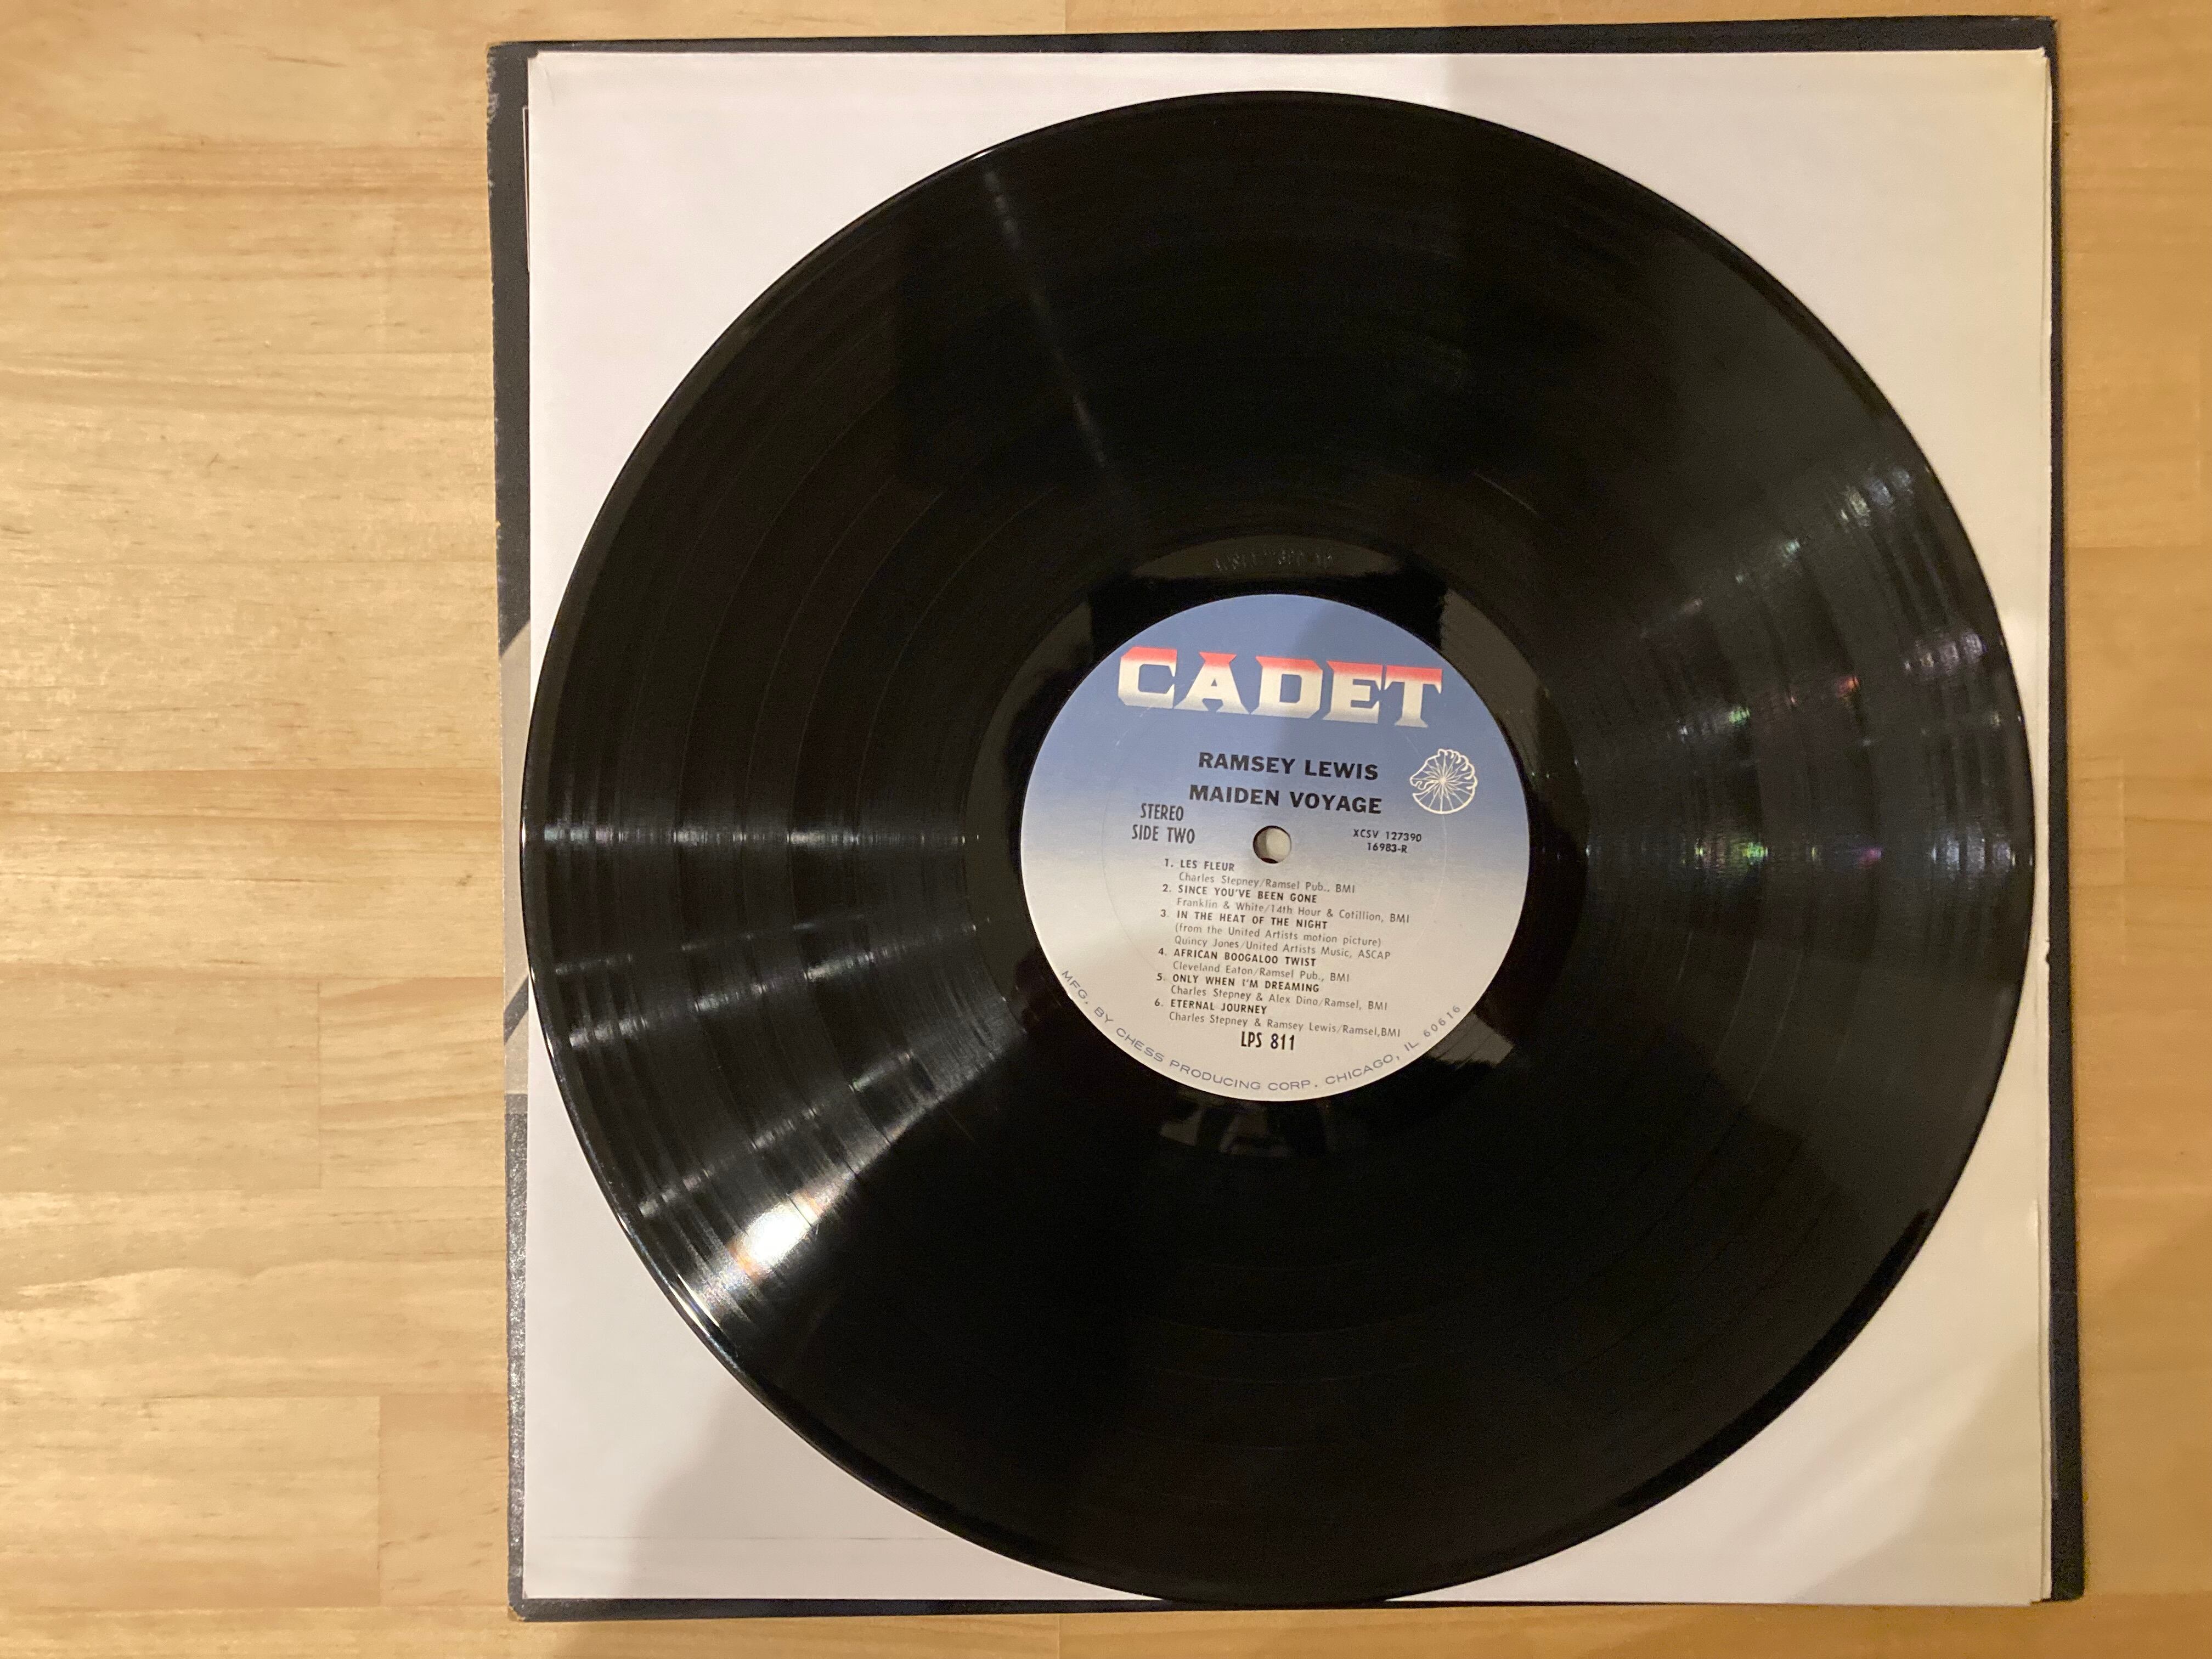 CADET
RAMSEY LEWIS
MAIDEN VOYAGE
STEREO
SIDE TWO
XCSV 127390
16983-R
1. LES FLEUR
Charles Stepney/Ramsel Pub., BMI
2. SINCE YOU'VE BEEN GONE
Franklin & White/14th Hour & Cotillion, BMI
3. IN THE HEAT OF THE NIGHT
(from the United Artists motion picture)
Quincy Jones/United Artists Music, ASCAP
4. AFRICAN BOOGALOO TWIST
Cleveland Eaton/Ramsel Pub., BMI
5. ONLY WHEN I'M DREAMING
Charles Stepney & Alex Dino/Ramsel, BMI
6. ETERNAL JOURNEY
Charles Stepney & Ramsey Lewis/Ramsel,BMI
LPS 811
MFG. BY CHESS PRODUCING CORP. CHICAGO, IL 60616